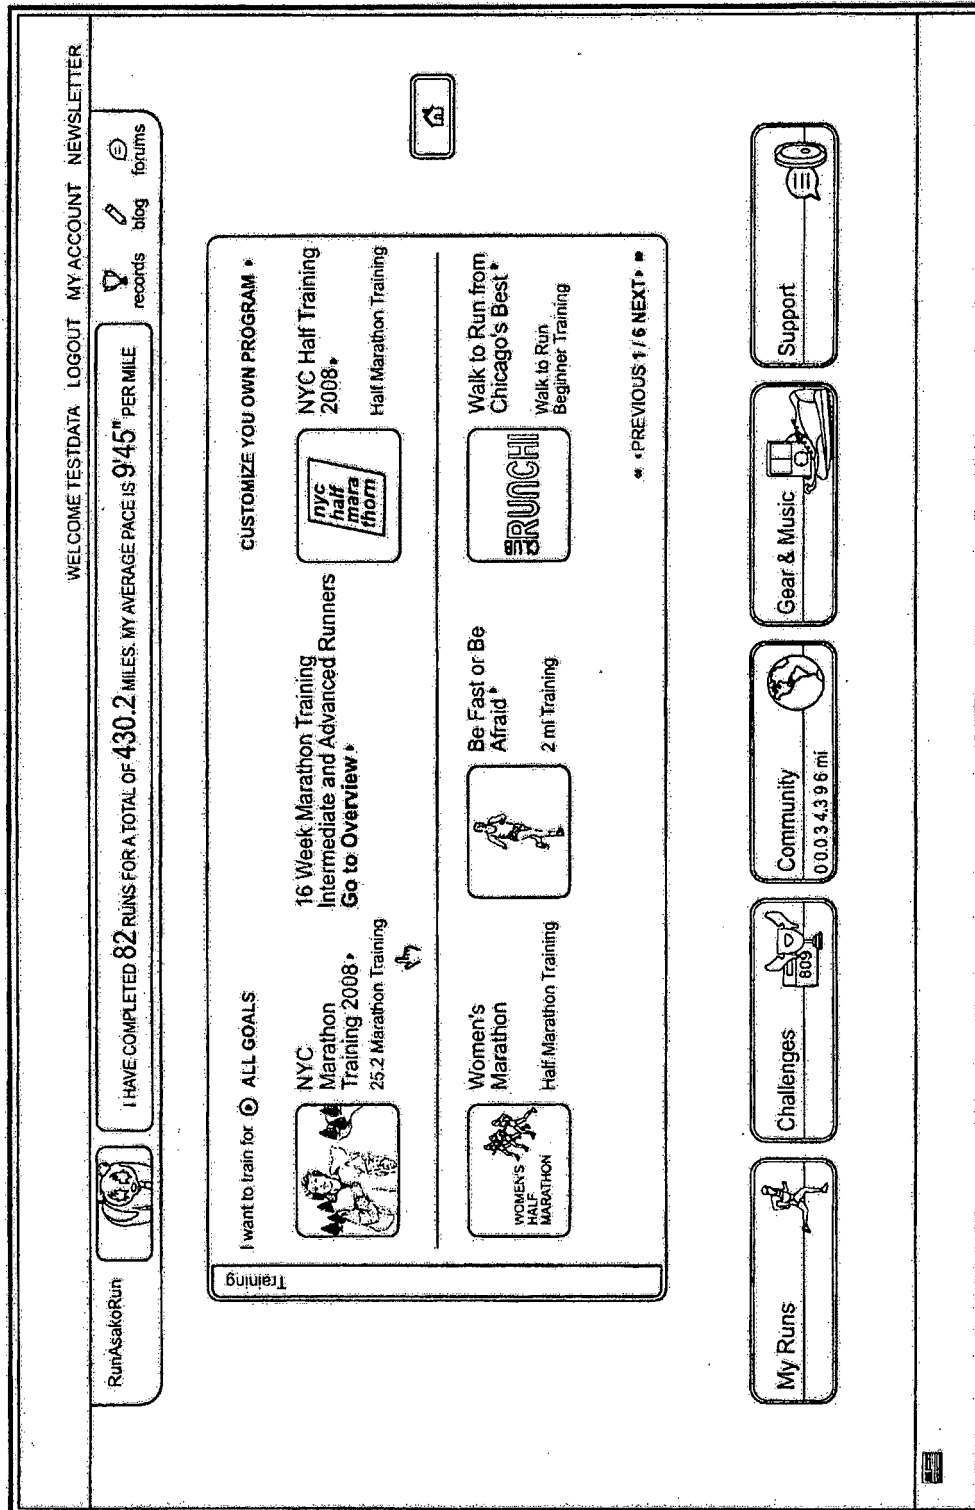 WELCOME TESTDATA LOGOUT MY ACCOUNT NEWSLETTER
RunAsakoRun
I HAVE COMPLETED 82 RUNS FOR A TOTAL OF 430.2 MILES. MY AVERAGE PACE IS 9'45" PER MILE
records blog forums
Training
I want to train for ALL GOALS
CUSTOMIZE YOU OWN PROGRAM
NYC
Marathon
Training 2008
25.2 Marathon Training
16 Week Marathon Training
Intermediate and Advanced Runners
Go to Overview
nyc
half
mara
thorn
NYC Half Training
2008
Half Marathon Training
WOMEN'S
HALF
MARATHON
Women's
Marathon
Half Marathon Training
Be Fast or Be
Afraid
2 mi Training
RUNCHI
Walk to Run from
Chicago's Best
Walk to Run
Beginner Training
PREVIOUS 1 / 6 NEXT
My Runs
Challenges
809
Community
0 0 0 3 4,3 9 6 mi
Gear & Music
Support